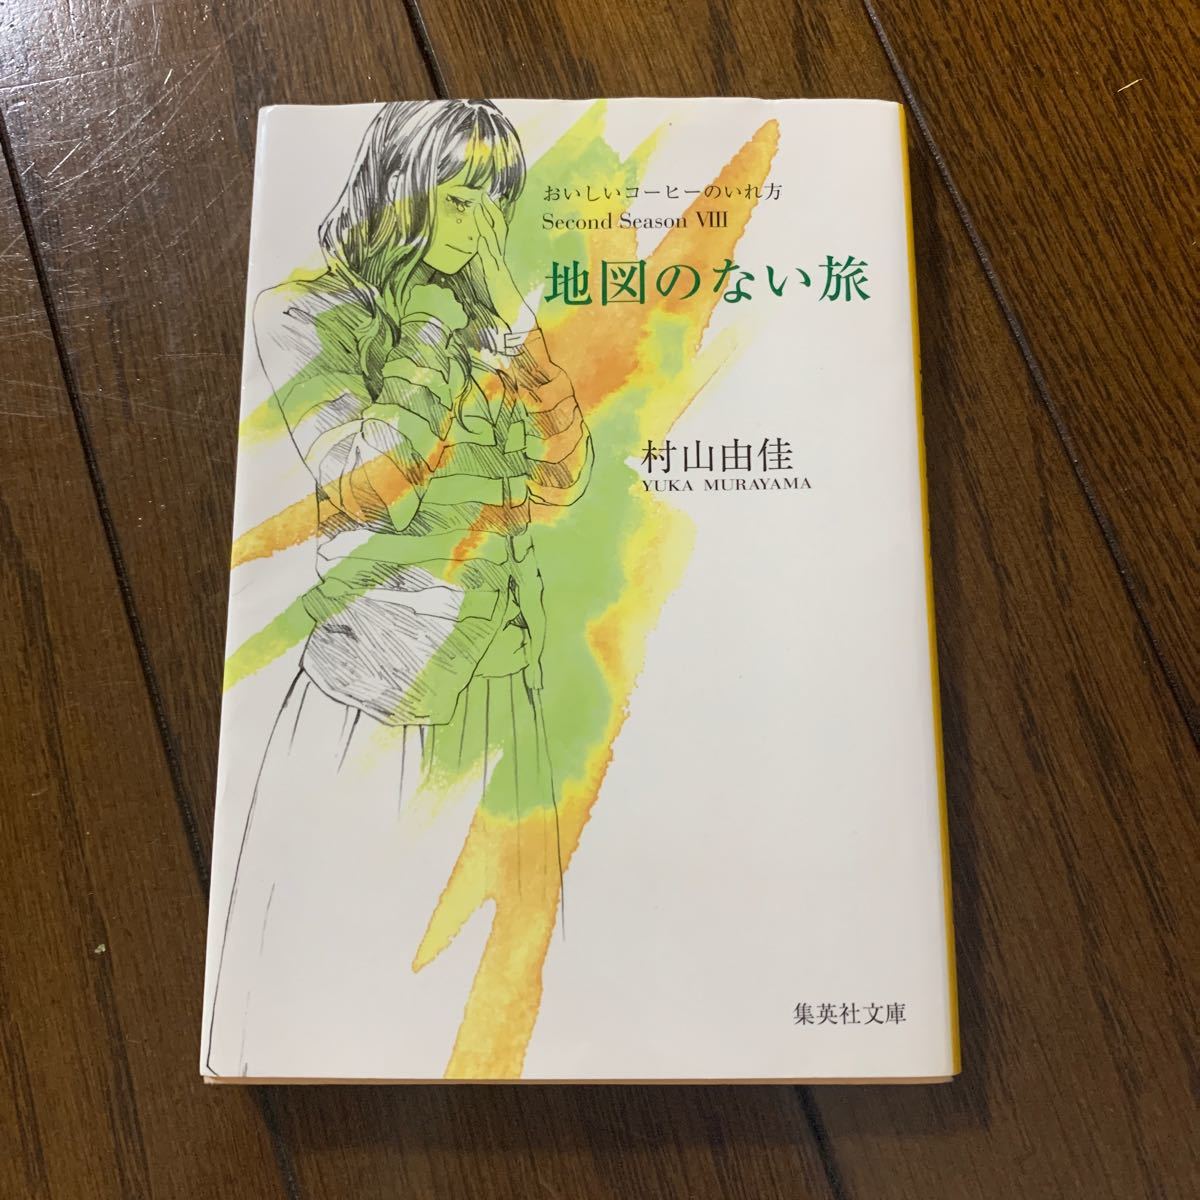 おいしいコーヒーのいれ方
Second Season Ⅷ
地図のない旅
村山由佳
YUKA MURAYAMA
集英社文庫